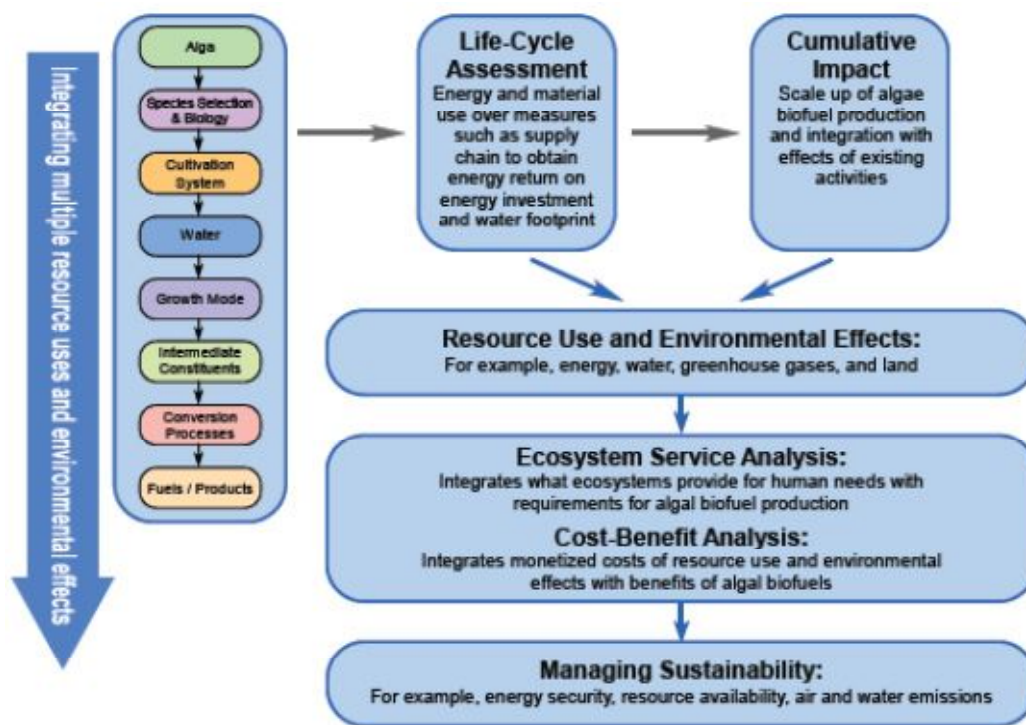 Integrating multiple resource uses and environmental effects
Alga
Species Selection
& Biology
Cultivation
System
Water
Growth Mode
Intermediate
Constituents
Conversion
Processes
Fuels / Products
Life-Cycle
Assessment
Energy and material
use over measures
such as supply
chain to obtain
energy return on
energy investment
and water footprint
Cumulative
Impact
Scale up of algae
biofuel production
and integration with
effects of existing
activities
Resource Use and Environmental Effects:
For example, energy, water, greenhouse gases, and land
Ecosystem Service Analysis:
Integrates what ecosystems provide for human needs with
requirements for algal biofuel production
Cost-Benefit Analysis:
Integrates monetized costs of resource use and environmental
effects with benefits of algal biofuels
Managing Sustainability:
For example, energy security, resource availability, air and water emissions